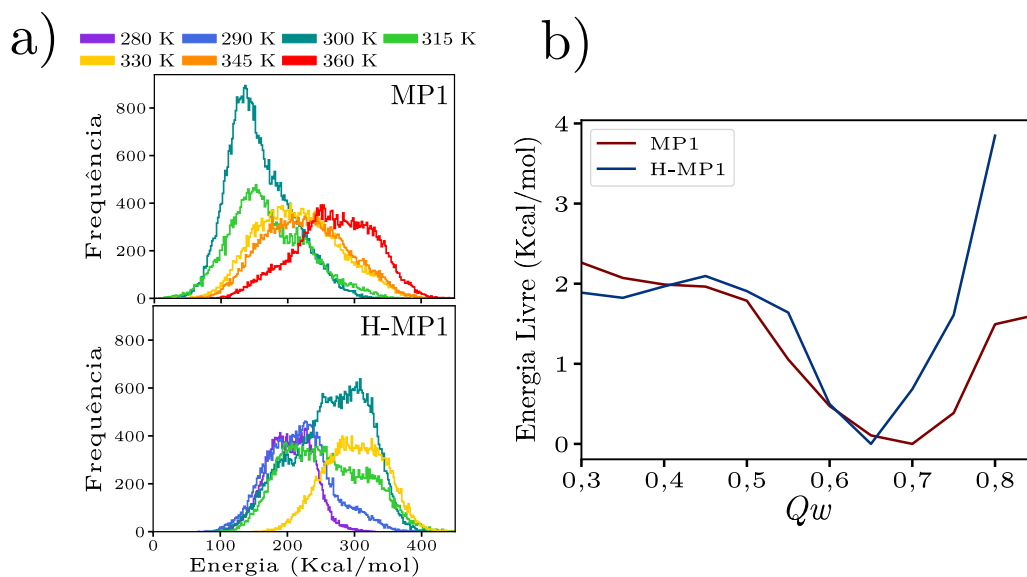 a)
280 K 290 K 300 K 315 K
330 K 345 K 360 K
MP1
Frequência
800
600
400
200
0
H-MP1
Frequência
800
600
400
200
0
0 100 200 300 400
Energia (Kcal/mol)
b)
MP1
H-MP1
Energia Livre (Kcal/mol)
4
3
2
1
0
0,3 0,4 0,5 0,6 0,7 0,8
Qw